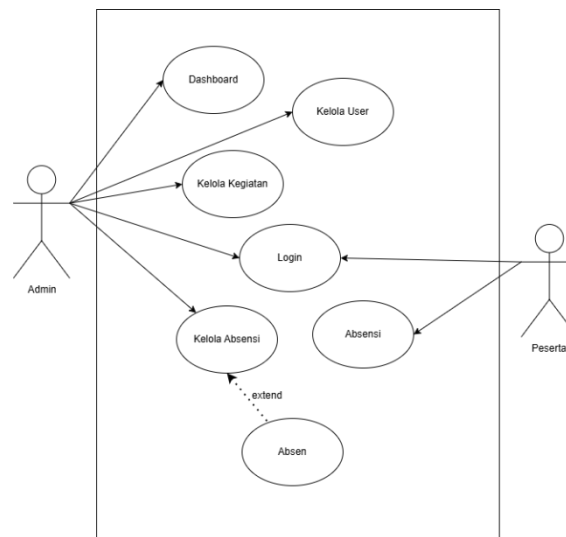 Dashboard
Kelola User
Kelola Kegiatan
Login
Admin
Kelola Absensi
Absensi
Peserta
extend
Absen